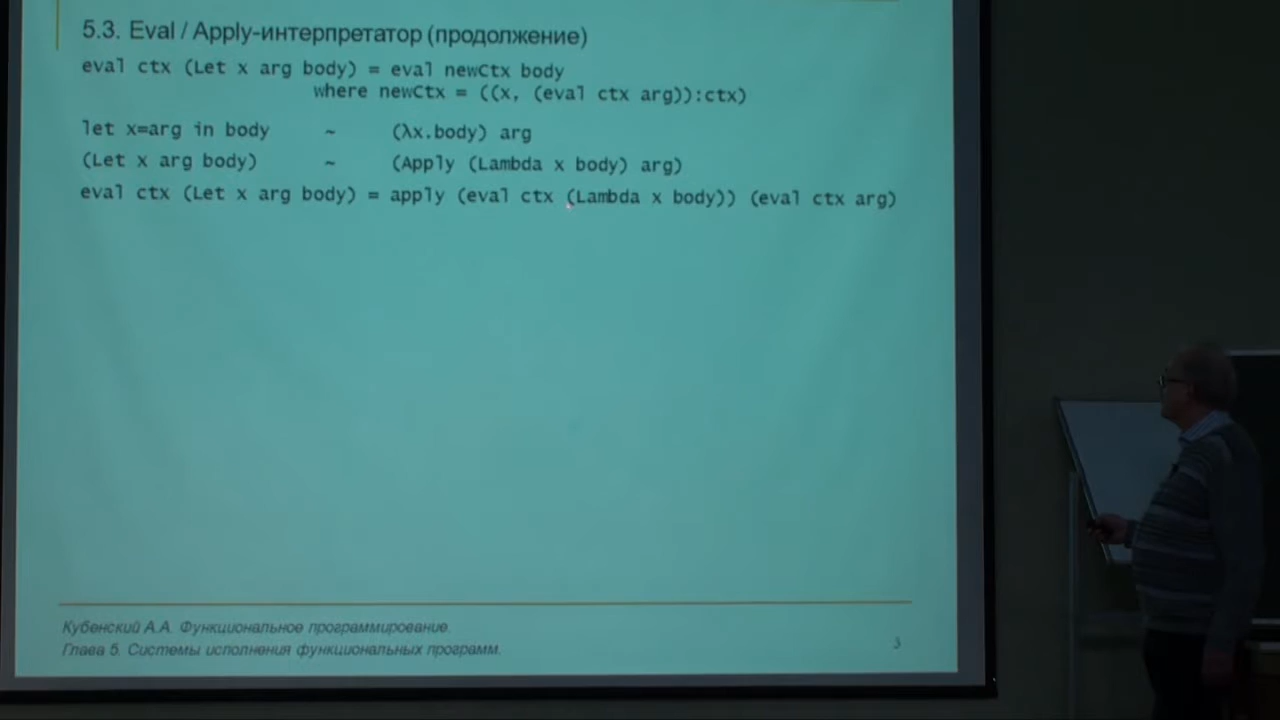 5.3. Eval / Apply-интерпретатор (продолжение)
eval ctx (Let x arg body) = eval newCtx body
where newCtx = ((x, (eval ctx arg)):ctx)
let x=arg in body ~ (λx.body) arg
(Let x arg body) ~ (Apply (Lambda x body) arg)
eval ctx (Let x arg body) = apply (eval ctx (Lambda x body)) (eval ctx arg)
Кубенский А.А. Функциональное программирование.
Глава 5. Системы исполнения функциональных программ.
3